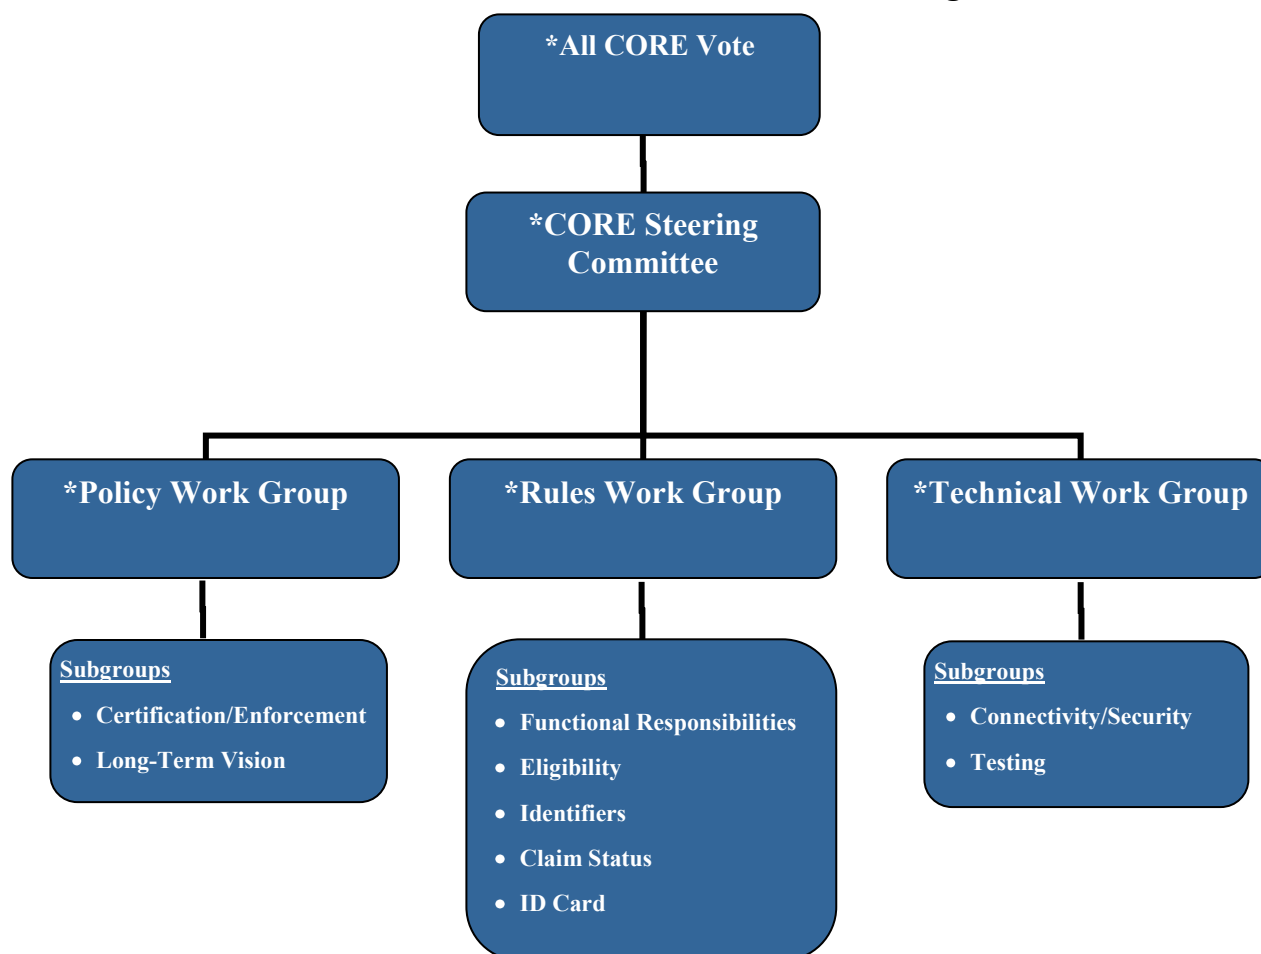 *All CORE Vote
*CORE Steering
Committee
*Policy Work Group
*Rules Work Group
*Technical Work Group
Subgroups
• Certification/Enforcement
• Long-Term Vision
Subgroups
• Functional Responsibilities
• Eligibility
• Identifiers
• Claim Status
• ID Card
Subgroups
• Connectivity/Security
• Testing